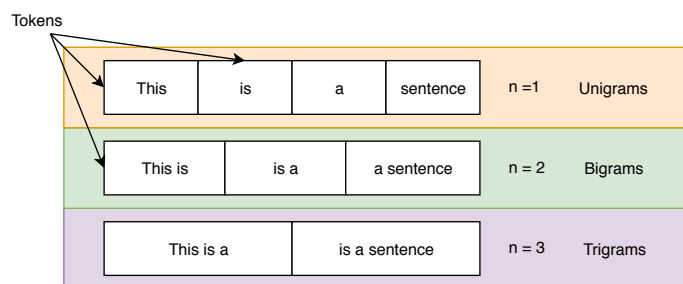 Tokens
This is a sentence n =1 Unigrams
This is is a a sentence n = 2 Bigrams
This is a is a sentence n = 3 Trigrams